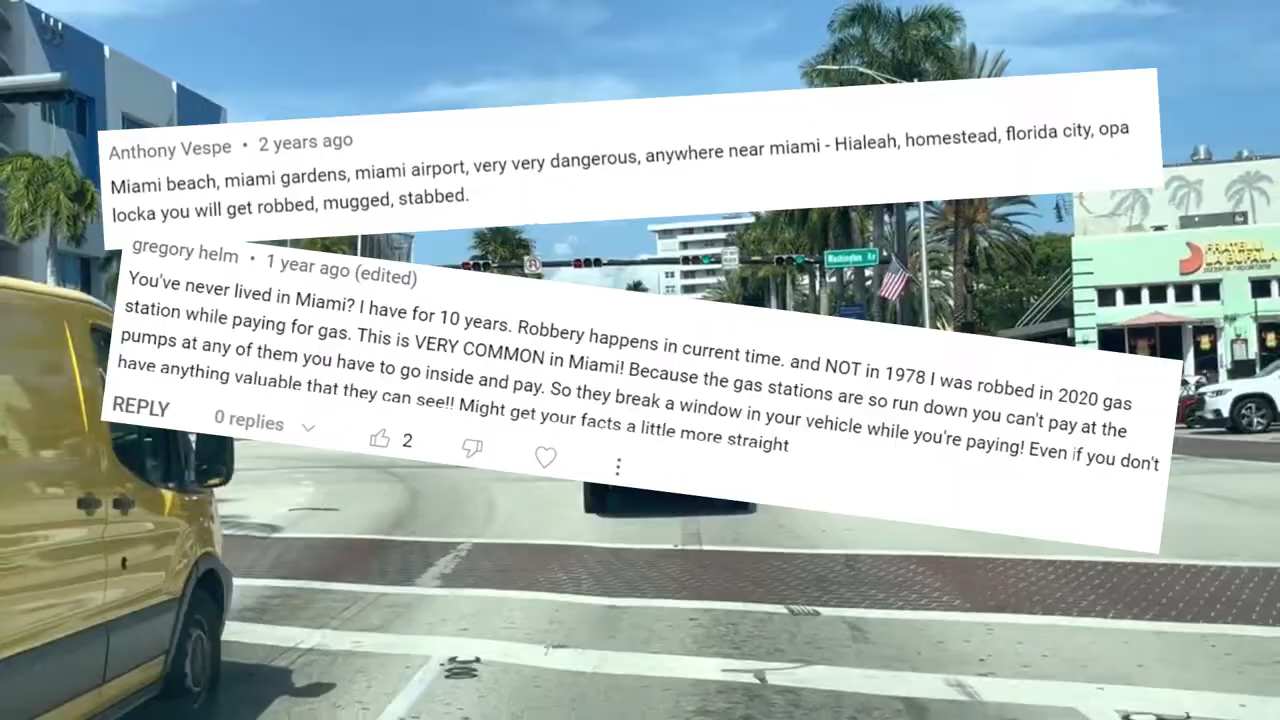 Anthony Vespe • 2 years ago
Miami beach, miami gardens, miami airport, very very dangerous, anywhere near miami - Hialeah, homestead, florida city, opa
locka you will get robbed, mugged, stabbed.
gregory helm • 1 year ago (edited)
You've never lived in Miami? I have for 10 years. Robbery happens in current time. and NOT in 1978 I was robbed in 2020 gas
station while paying for gas. This is VERY COMMON in Miami! Because the gas stations are so run down you can't pay at the
pumps at any of them you have to go inside and pay. So they break a window in your vehicle while you're paying! Even if you don't
have anything valuable that they can see!! Might get your facts a little more straight
REPLY 0 replies 2
Washington Av
FRATELLI
LA BUFALA